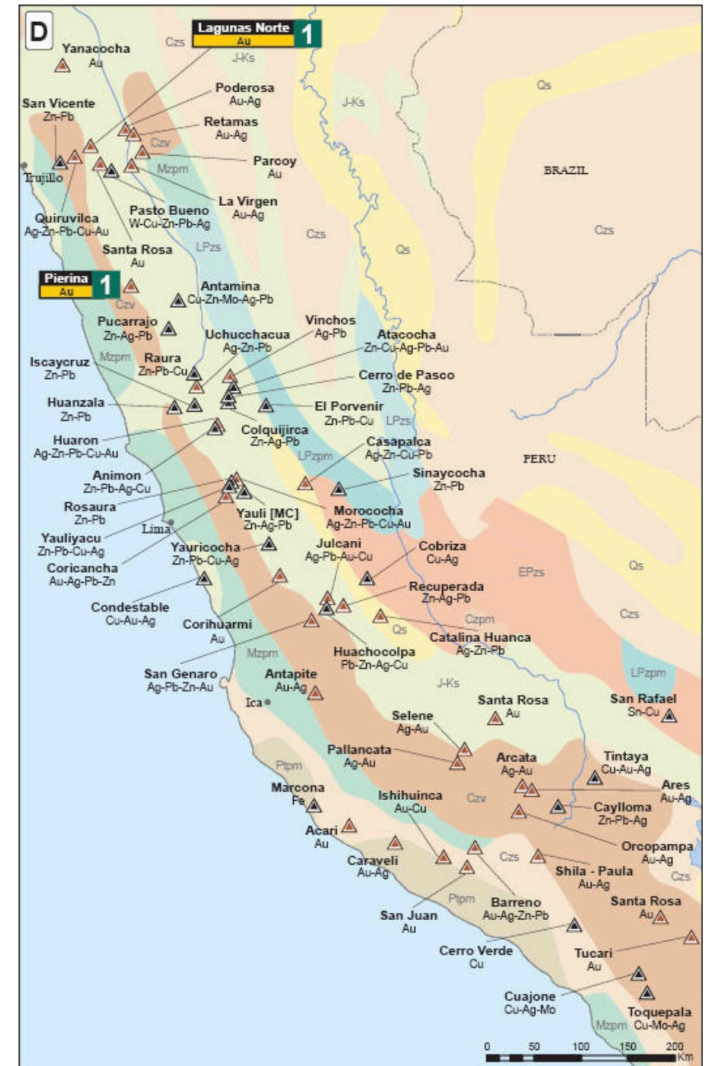 D
Lagunas Norte
Au
1
Czs
J-Ks
Yanacocha
Au
Poderosa
Au-Ag
Qs
J-Ks
San Vicente
Zn-Pb
Retamas
Au-Ag
Czv
Mzpm
Parcoy
Au
BRAZIL
Trujillo
La Virgen
Au-Ag
Pasto Bueno
W-Cu-Zn-Pb-Ag
Quiruvilca
Ag-Zn-Pb-Cu-Au
Czs
Czs
LPzs
Qs
Santa Rosa
Au
Pierina
Au
1
Antamina
Cu-Zn-Mo-Ag-Pb
Czv
Vinchos
Ag-Pb
Pucarrajo
Zn-Ag-Pb
Uchucchacua
Ag-Zn-Pb
Atacocha
Zn-Cu-Ag-Pb-Au
Mzpm
Raura
Zn-Pb-Cu
Iscaycruz
Zn-Pb
Cerro de Pasco
Zn-Pb-Ag
Huanzala
Zn-Pb
El Porvenir
Zn-Pb-Cu
LPzs
Colquijirca
Zn-Ag-Pb
Huaron
Ag-Zn-Pb-Cu-Au
Casapalca
Ag-Zn-Cu-Pb
LPzpm
PERU
Animon
Zn-Pb-Ag-Cu
Sinaycocha
Zn-Pb
Rosaura
Zn-Pb
Yauli [MC]
Zn-Ag-Pb
Morococha
Ag-Zn-Pb-Cu-Au
Lima
Yauliyacu
Zn-Pb-Cu-Ag
Yauricocha
Zn-Pb-Cu-Ag
Julcani
Ag-Pb-Au-Cu
Cobriza
Cu-Ag
Coricancha
Au-Ag-Pb-Zn
EPzs
Recuperada
Zn-Ag-Pb
Czs
Condestable
Cu-Au-Ag
Corihuarmi
Au
Czpm
Qs
Catalina Huanca
Ag-Zn-Pb
Huachocolpa
Pb-Zn-Ag-Cu
Mzpm
San Genaro
Ag-Pb-Zn-Au
Antapite
Au-Ag
J-Ks
LPzpm
Ica
Santa Rosa
Au
San Rafael
Sn-Cu
Selene
Ag-Au
Pallancata
Ag-Au
Arcata
Ag-Au
Tintaya
Cu-Au-Ag
Ptpm
Marcona
Fe
Ishihuinca
Au-Cu
Czv
Ares
Au-Ag
Caylloma
Zn-Pb-Ag
Acari
Au
Orcopampa
Au-Ag
Caraveli
Au-Ag
Czs
Shila - Paula
Au-Ag
Czs
Ptpm
Barreno
Au-Ag-Zn-Pb
Santa Rosa
Au
San Juan
Au
Cerro Verde
Cu
Tucari
Au
Cuajone
Cu-Ag-Mo
Toquepala
Cu-Mo-Ag
Mzpm
0 50 100 200
Km